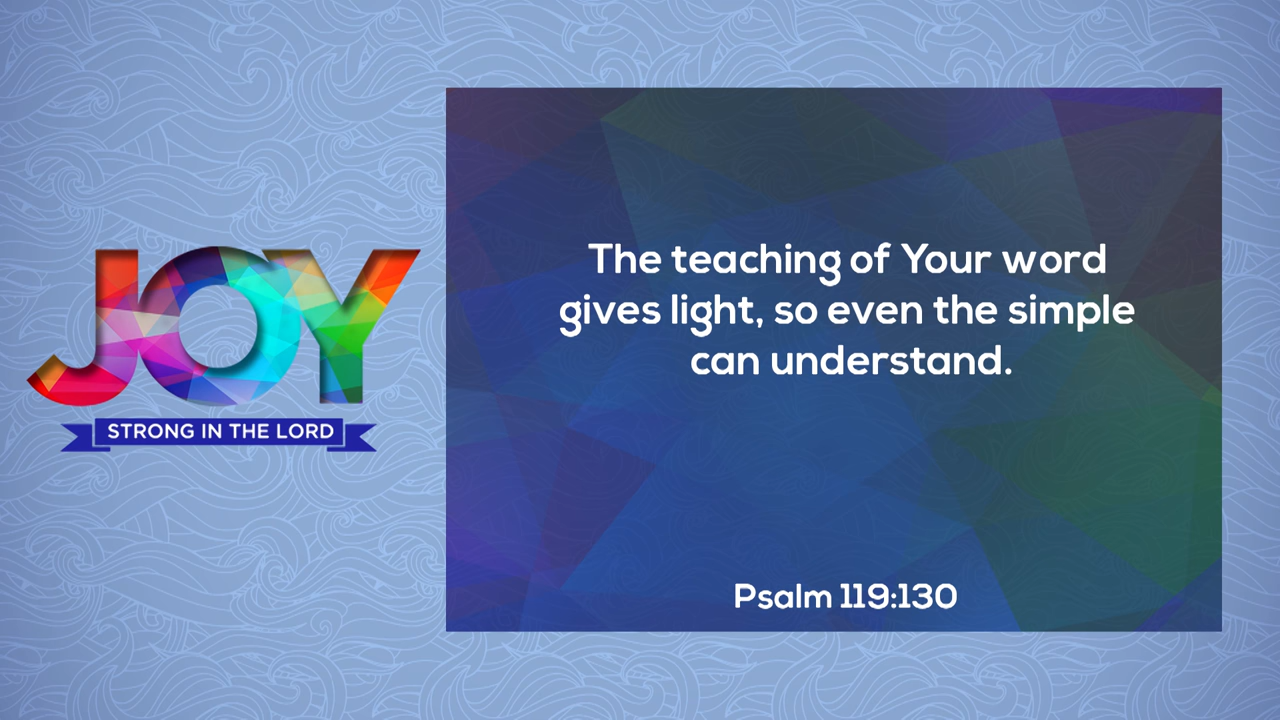 JOY
STRONG IN THE LORD
The teaching of Your word
gives light, so even the simple
can understand.
Psalm 119:130